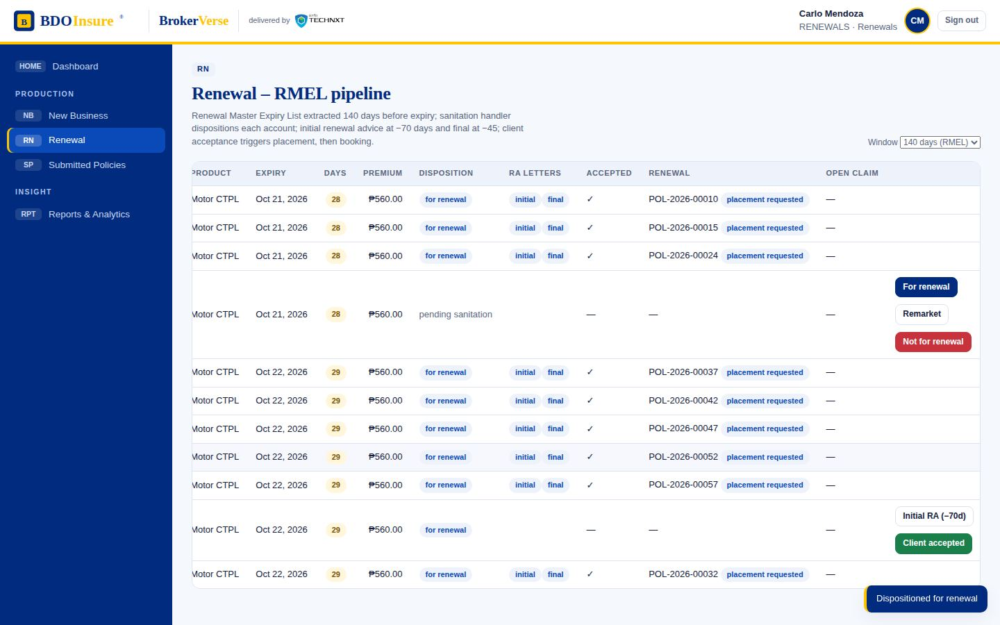 B BDOInsure ® BrokerVerse delivered by TECHNXT
Carlo Mendoza
RENEWALS · Renewals
CM
Sign out
HOME Dashboard
PRODUCTION
NB New Business
RN Renewal
SP Submitted Policies
INSIGHT
RPT Reports & Analytics
RN
Renewal – RMEL pipeline
Renewal Master Expiry List extracted 140 days before expiry; sanitation handler
dispositions each account; initial renewal advice at −70 days and final at −45; client
acceptance triggers placement, then booking.
Window 140 days (RMEL)
PRODUCT EXPIRY DAYS PREMIUM DISPOSITION RA LETTERS ACCEPTED RENEWAL OPEN CLAIM
Motor CTPL Oct 21, 2026 28 ₱560.00 for renewal initial final ✓ POL-2026-00010 placement requested —
Motor CTPL Oct 21, 2026 28 ₱560.00 for renewal initial final ✓ POL-2026-00015 placement requested —
Motor CTPL Oct 21, 2026 28 ₱560.00 for renewal initial final ✓ POL-2026-00024 placement requested —
Motor CTPL Oct 21, 2026 28 ₱560.00 pending sanitation — — —
For renewal
Remarket
Not for renewal
Motor CTPL Oct 22, 2026 29 ₱560.00 for renewal initial final ✓ POL-2026-00037 placement requested —
Motor CTPL Oct 22, 2026 29 ₱560.00 for renewal initial final ✓ POL-2026-00042 placement requested —
Motor CTPL Oct 22, 2026 29 ₱560.00 for renewal initial final ✓ POL-2026-00047 placement requested —
Motor CTPL Oct 22, 2026 29 ₱560.00 for renewal initial final ✓ POL-2026-00052 placement requested —
Motor CTPL Oct 22, 2026 29 ₱560.00 for renewal initial final ✓ POL-2026-00057 placement requested —
Motor CTPL Oct 22, 2026 29 ₱560.00 for renewal — — —
Initial RA (−70d)
Client accepted
Motor CTPL Oct 22, 2026 29 ₱560.00 for renewal initial final ✓ POL-2026-00032 placement requested —
Dispositioned for renewal